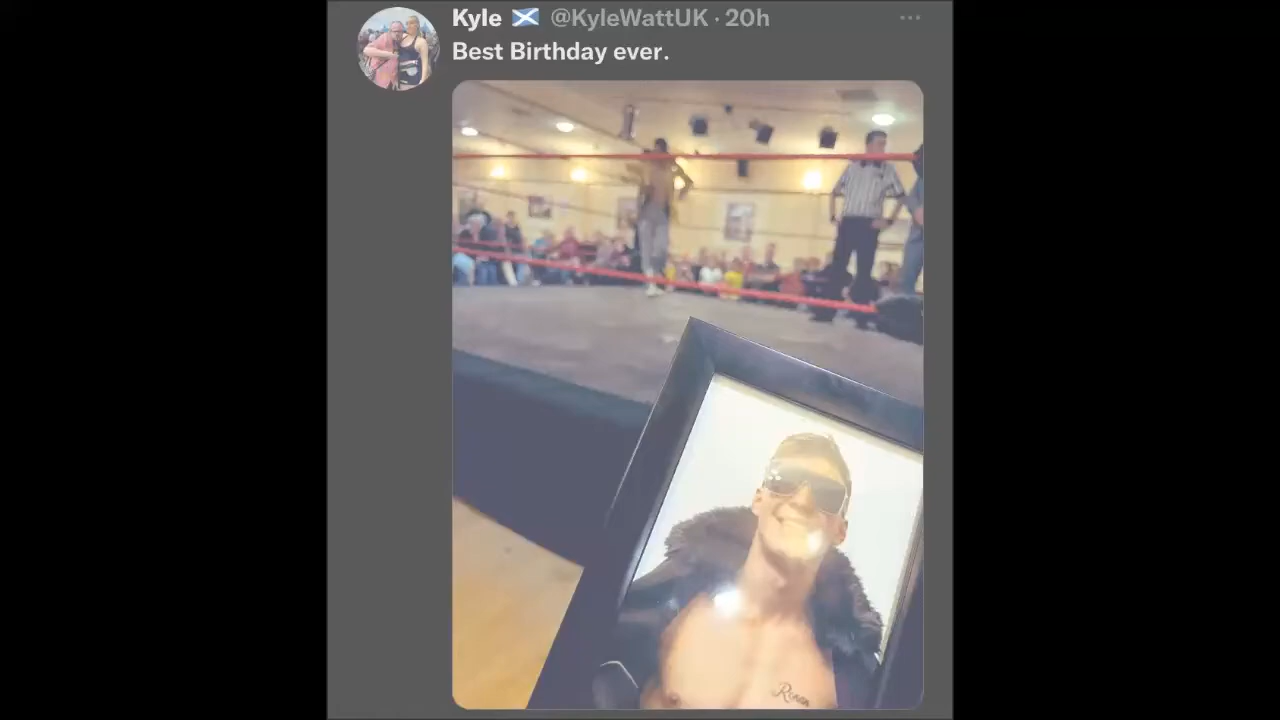 Kyle 🏴󠁧󠁢󠁳󠁣󠁴󠁿 @KyleWattUK · 20h
Best Birthday ever.